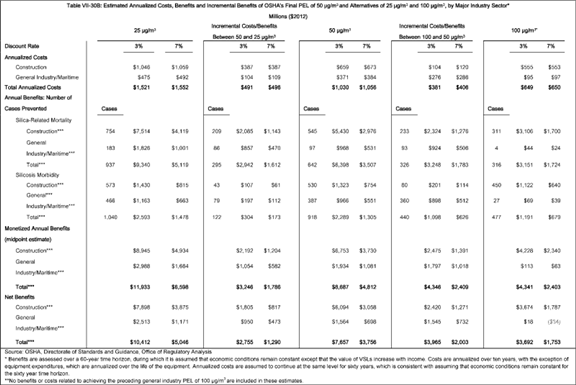 Table VII-30B: Estimated Annualized Costs, Benefits and Incremental Benefits of OSHA's Final PEL of 50 μg/m³ and Alternatives of 25 μg/m³ and 100 μg/m³, by Major Industry Sector*
Millions ($2012)
25 μg/m³ Incremental Costs/Benefits 50 μg/m³ Incremental Costs/Benefits 100 μg/m³
Between 50 and 25 μg/m³ Between 100 and 50 μg/m³
Discount Rate 3% 7% 3% 7% 3% 7% 3% 7% 3% 7%
Annualized Costs
Construction $1,046 $1,059 $387 $387 $659 $673 $104 $120 $555 $553
General Industry/Maritime $475 $492 $104 $109 $371 $384 $276 $286 $95 $97
Total Annualized Costs $1,521 $1,552 $491 $496 $1,030 $1,056 $381 $406 $649 $650
Annual Benefits: Number of
Cases Prevented Cases Cases Cases Cases Cases
Silica-Related Mortality
Construction*** 754 $7,514 $4,119 209 $2,085 $1,143 545 $5,430 $2,976 233 $2,324 $1,276 311 $3,106 $1,700
General
Industry/Maritime*** 183 $1,826 $1,001 86 $857 $470 97 $968 $531 93 $924 $506 4 $44 $24
Total*** 937 $9,340 $5,119 295 $2,942 $1,612 642 $6,398 $3,507 326 $3,248 $1,783 316 $3,151 $1,724
Silicosis Morbidity
Construction*** 573 $1,430 $815 43 $107 $61 530 $1,323 $754 80 $201 $114 450 $1,122 $640
General***
Industry/Maritime*** 466 $1,163 $663 79 $197 $112 387 $966 $551 360 $898 $512 27 $69 $39
Total*** 1,040 $2,593 $1,478 122 $304 $173 918 $2,289 $1,305 440 $1,098 $626 477 $1,191 $679
Monetized Annual Benefits
(midpoint estimate)
Construction*** $8,945 $4,934 $2,192 $1,204 $6,753 $3,730 $2,475 $1,391 $4,228 $2,340
General
Industry/Maritime*** $2,988 $1,664 $1,054 $582 $1,934 $1,081 $1,797 $1,018 $113 $63
Total*** $11,933 $6,598 $3,246 $1,786 $8,687 $4,812 $4,346 $2,409 $4,341 $2,403
Net Benefits
Construction*** $7,898 $3,875 $1,805 $817 $6,094 $3,058 $2,420 $1,271 $3,674 $1,787
General
Industry/Maritime*** $2,513 $1,171 $950 $473 $1,564 $698 $1,545 $732 $18 ($34)
Total*** $10,412 $5,046 $2,755 $1,290 $7,657 $3,756 $3,965 $2,003 $3,692 $1,753
Source: OSHA, Directorate of Standards and Guidance, Office of Regulatory Analysis
* Benefits are assessed over a 60-year time horizon, during which it is assumed that economic conditions remain constant except that the value of VSLs increase with income. Costs are annualized over ten years, with the exception of
equipment expenditures, which are annualized over the life of the equipment. Annualized costs are assumed to continue at the same level for sixty years, which is consistent with assuming that economic conditions remain constant for
the sixty year time horizon.
***No benefits or costs related to achieving the preceding general industry PEL of 100 μg/m³ are included in these estimates.